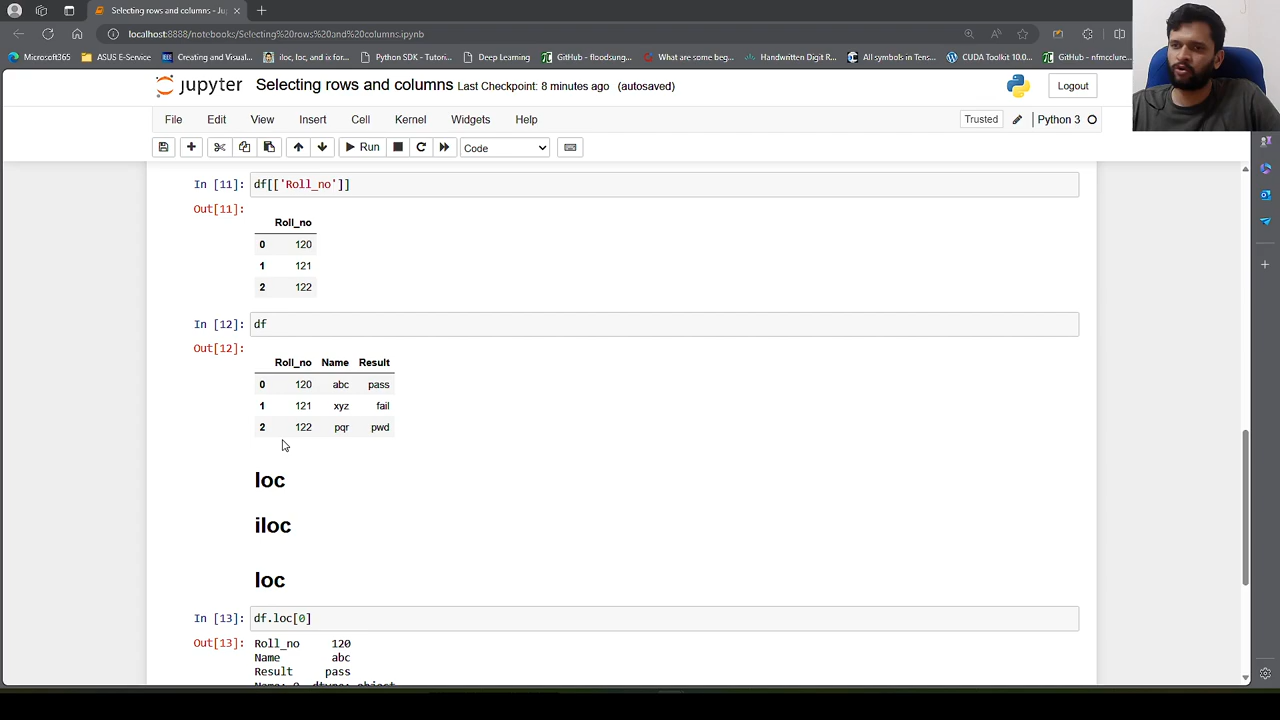 Selecting rows and columns - Ju
localhost:8888/notebooks/Selecting%20rows%20and%20columns.ipynb
Microsoft365 ASUS E-Service Creating and Visual... iloc, loc, and ix for... Python SDK - Tutori... Deep Learning GitHub - floodsung... What are some beg... Handwritten Digit R... All symbols in Tens... CUDA Toolkit 10.0... GitHub - nfmcclure...
jupyter Selecting rows and columns Last Checkpoint: 8 minutes ago (autosaved) Logout
File Edit View Insert Cell Kernel Widgets Help Trusted Python 3
Run Code
In [11]: df[['Roll_no']]
Out[11]:
Roll_no
0 120
1 121
2 122
In [12]: df
Out[12]:
Roll_no Name Result
0 120 abc pass
1 121 xyz fail
2 122 pqr pwd
loc
iloc
loc
In [13]: df.loc[0]
Out[13]: Roll_no 120
Name abc
Result pass
Name: 0, dtype: object